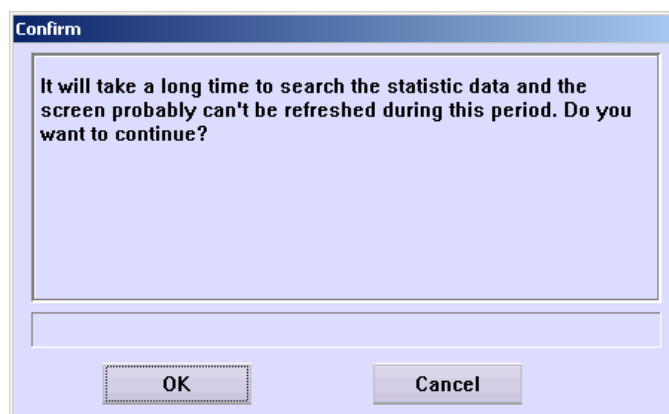 Confirm
It will take a long time to search the statistic data and the
screen probably can't be refreshed during this period. Do you
want to continue?
OK
Cancel